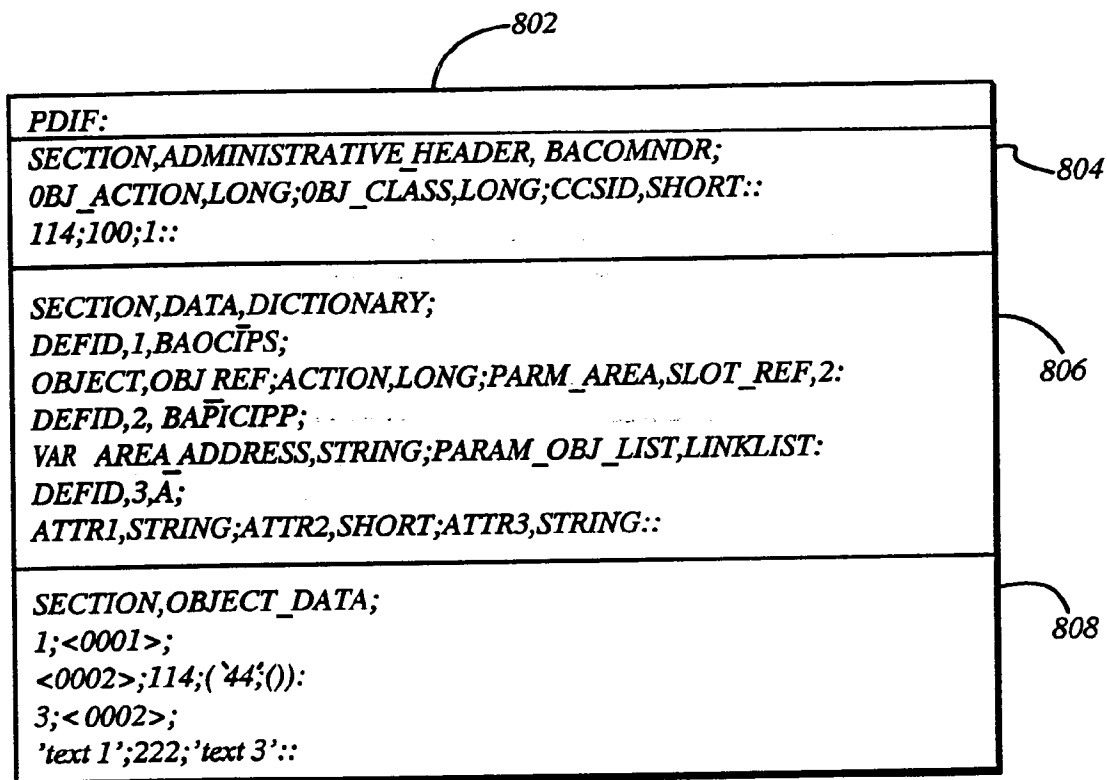 802
PDIF:
SECTION,ADMINISTRATIVE_HEADER, BACOMNDR;
0BJ_ACTION,LONG;0BJ_CLASS,LONG;CCSID,SHORT::
114;100;1::
804
SECTION,DATA,DICTIONARY;
DEFID,1,BAOCIPS;
OBJECT,OBJ REF;ACTION,LONG;PARM_AREA,SLOT_REF,2:
DEFID,2, BAPICIPP;
VAR AREA ADDRESS,STRING;PARAM_OBJ_LIST,LINKLIST:
DEFID,3,A;
ATTR1,STRING;ATTR2,SHORT;ATTR3,STRING::
806
SECTION,OBJECT_DATA;
1;<0001>;
<0002>;114;(`44';()):
3;<0002>;
'text 1';222;'text 3'::
808